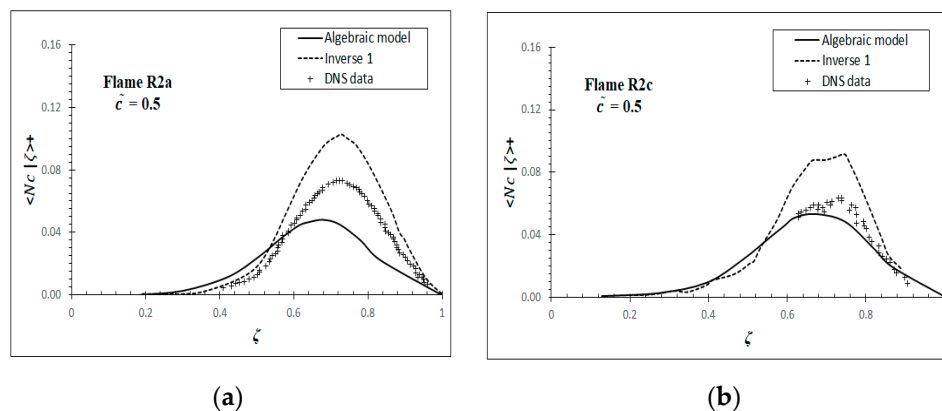 Algebraic model
Inverse 1
DNS data
Flame R2a
c̃ = 0.5
<Nc |ζ>+
0.16
0.12
0.08
0.04
0.00
0
0.2
0.4
0.6
0.8
1
ζ
(a)
Algebraic model
Inverse 1
DNS data
Flame R2c
c̃ = 0.5
<Nc |ζ>+
0.16
0.12
0.08
0.04
0.00
0
0.2
0.4
0.6
0.8
ζ
(b)